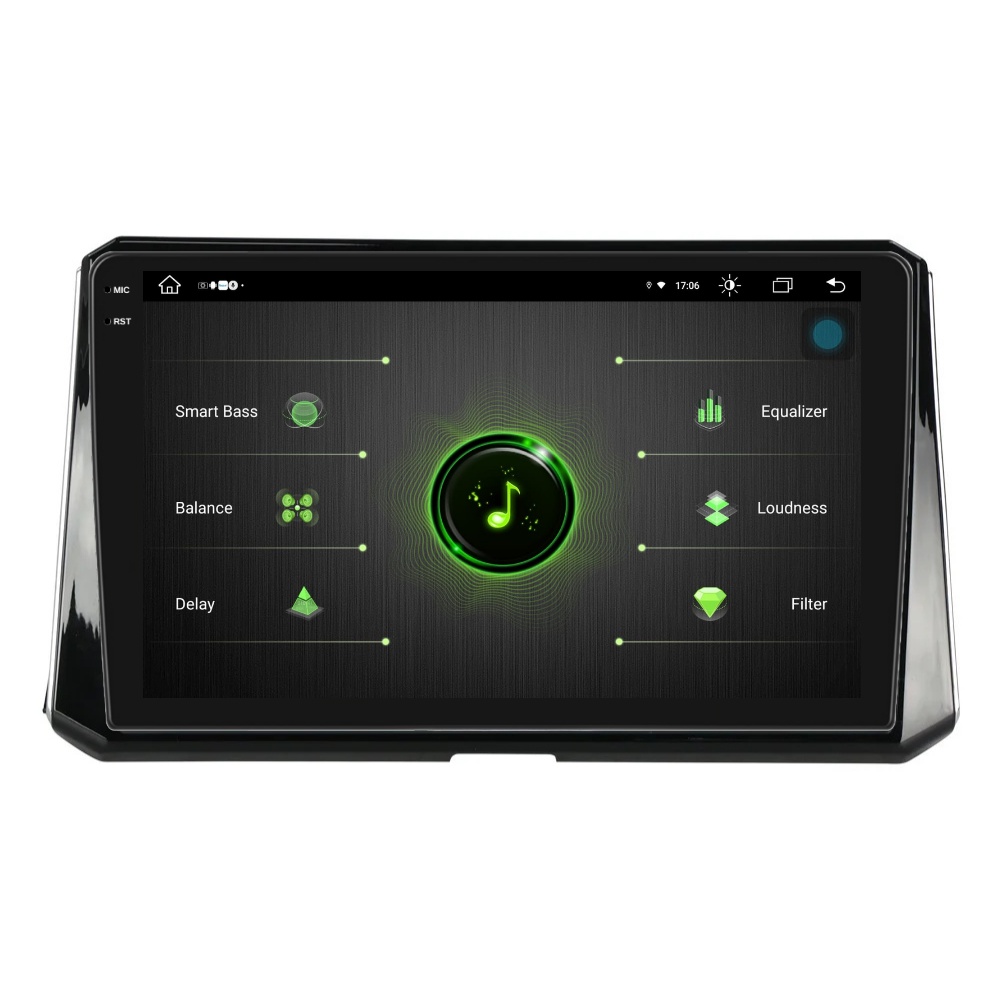 MIC
17:06
RST
Smart Bass
Equalizer
Balance
Loudness
Delay
Filter